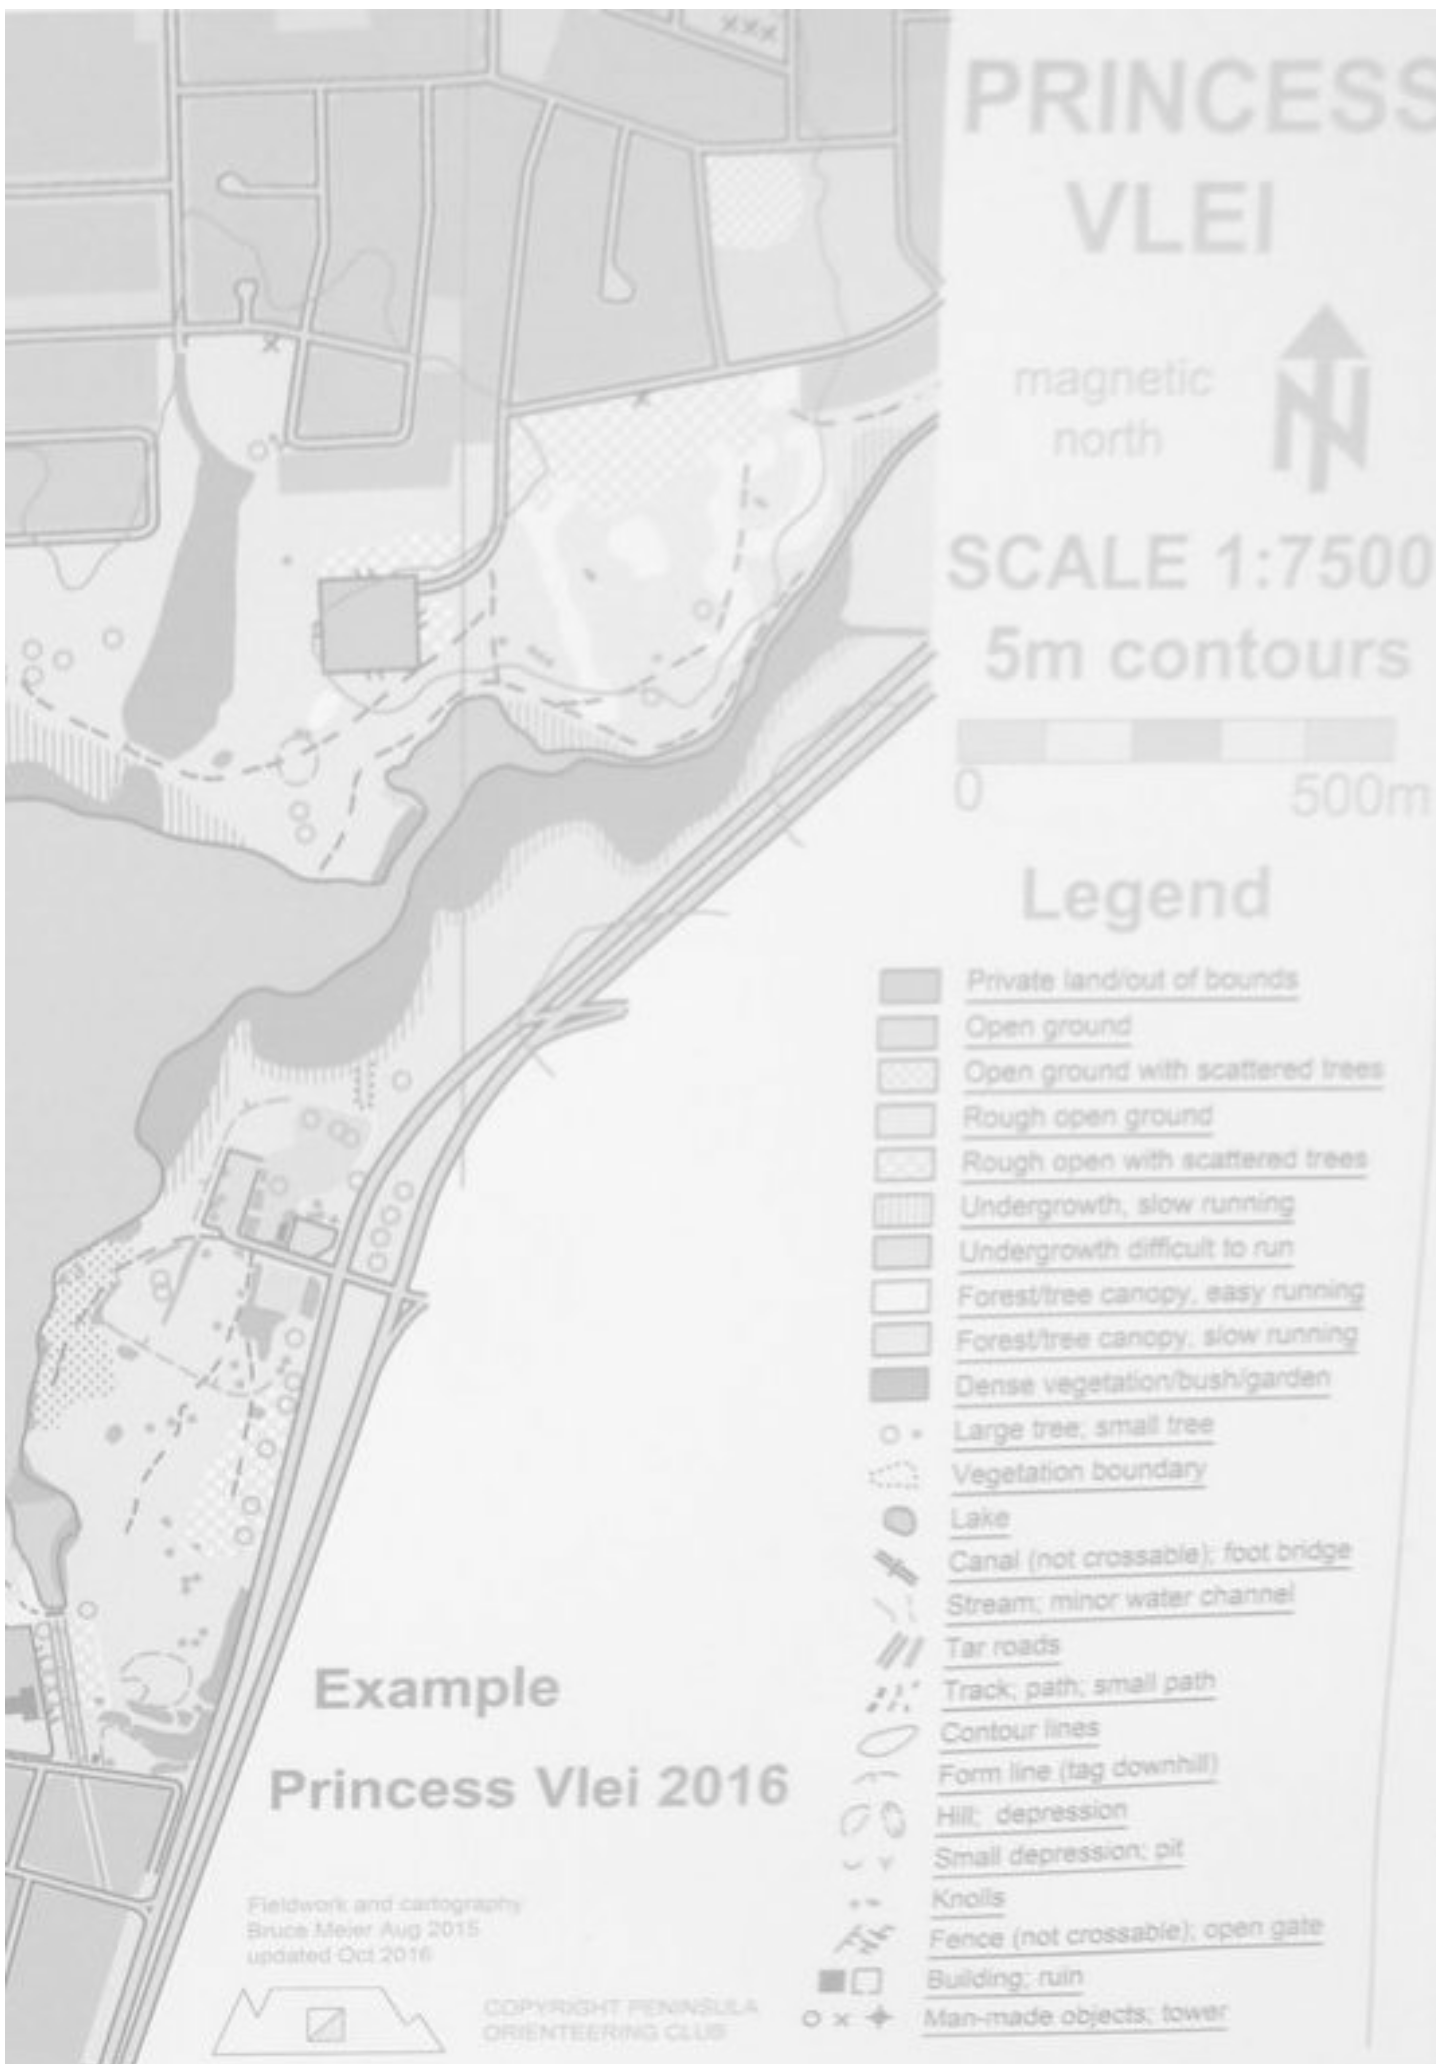 PRINCESS
VLEI
magnetic
north
N
SCALE 1:7500
5m contours
0 500m
Legend
Private land/out of bounds
Open ground
Open ground with scattered trees
Rough open ground
Rough open with scattered trees
Undergrowth, slow running
Undergrowth difficult to run
Forest/tree canopy, easy running
Forest/tree canopy, slow running
Dense vegetation/bush/garden
Large tree; small tree
Vegetation boundary
Lake
Canal (not crossable); foot bridge
Stream; minor water channel
Tar roads
Track; path; small path
Contour lines
Form line (tag downhill)
Hill; depression
Small depression; pit
Knolls
Fence (not crossable); open gate
Building; ruin
Man-made objects; tower
Example
Princess Vlei 2016
Fieldwork and cartography
Bruce Meier Aug 2015
updated Oct 2016
COPYRIGHT PENINSULA
ORIENTEERING CLUB